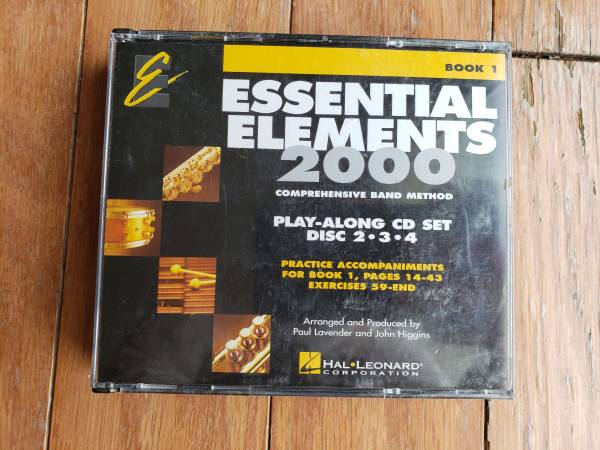 BOOK 1
E
ESSENTIAL
ELEMENTS
2000
COMPREHENSIVE BAND METHOD
PLAY-ALONG CD SET
DISC 2•3•4
PRACTICE ACCOMPANIMENTS
FOR BOOK 1, PAGES 14-43
EXERCISES 59-END
Arranged and Produced by
Paul Lavender and John Higgins
HAL•LEONARD
CORPORATION